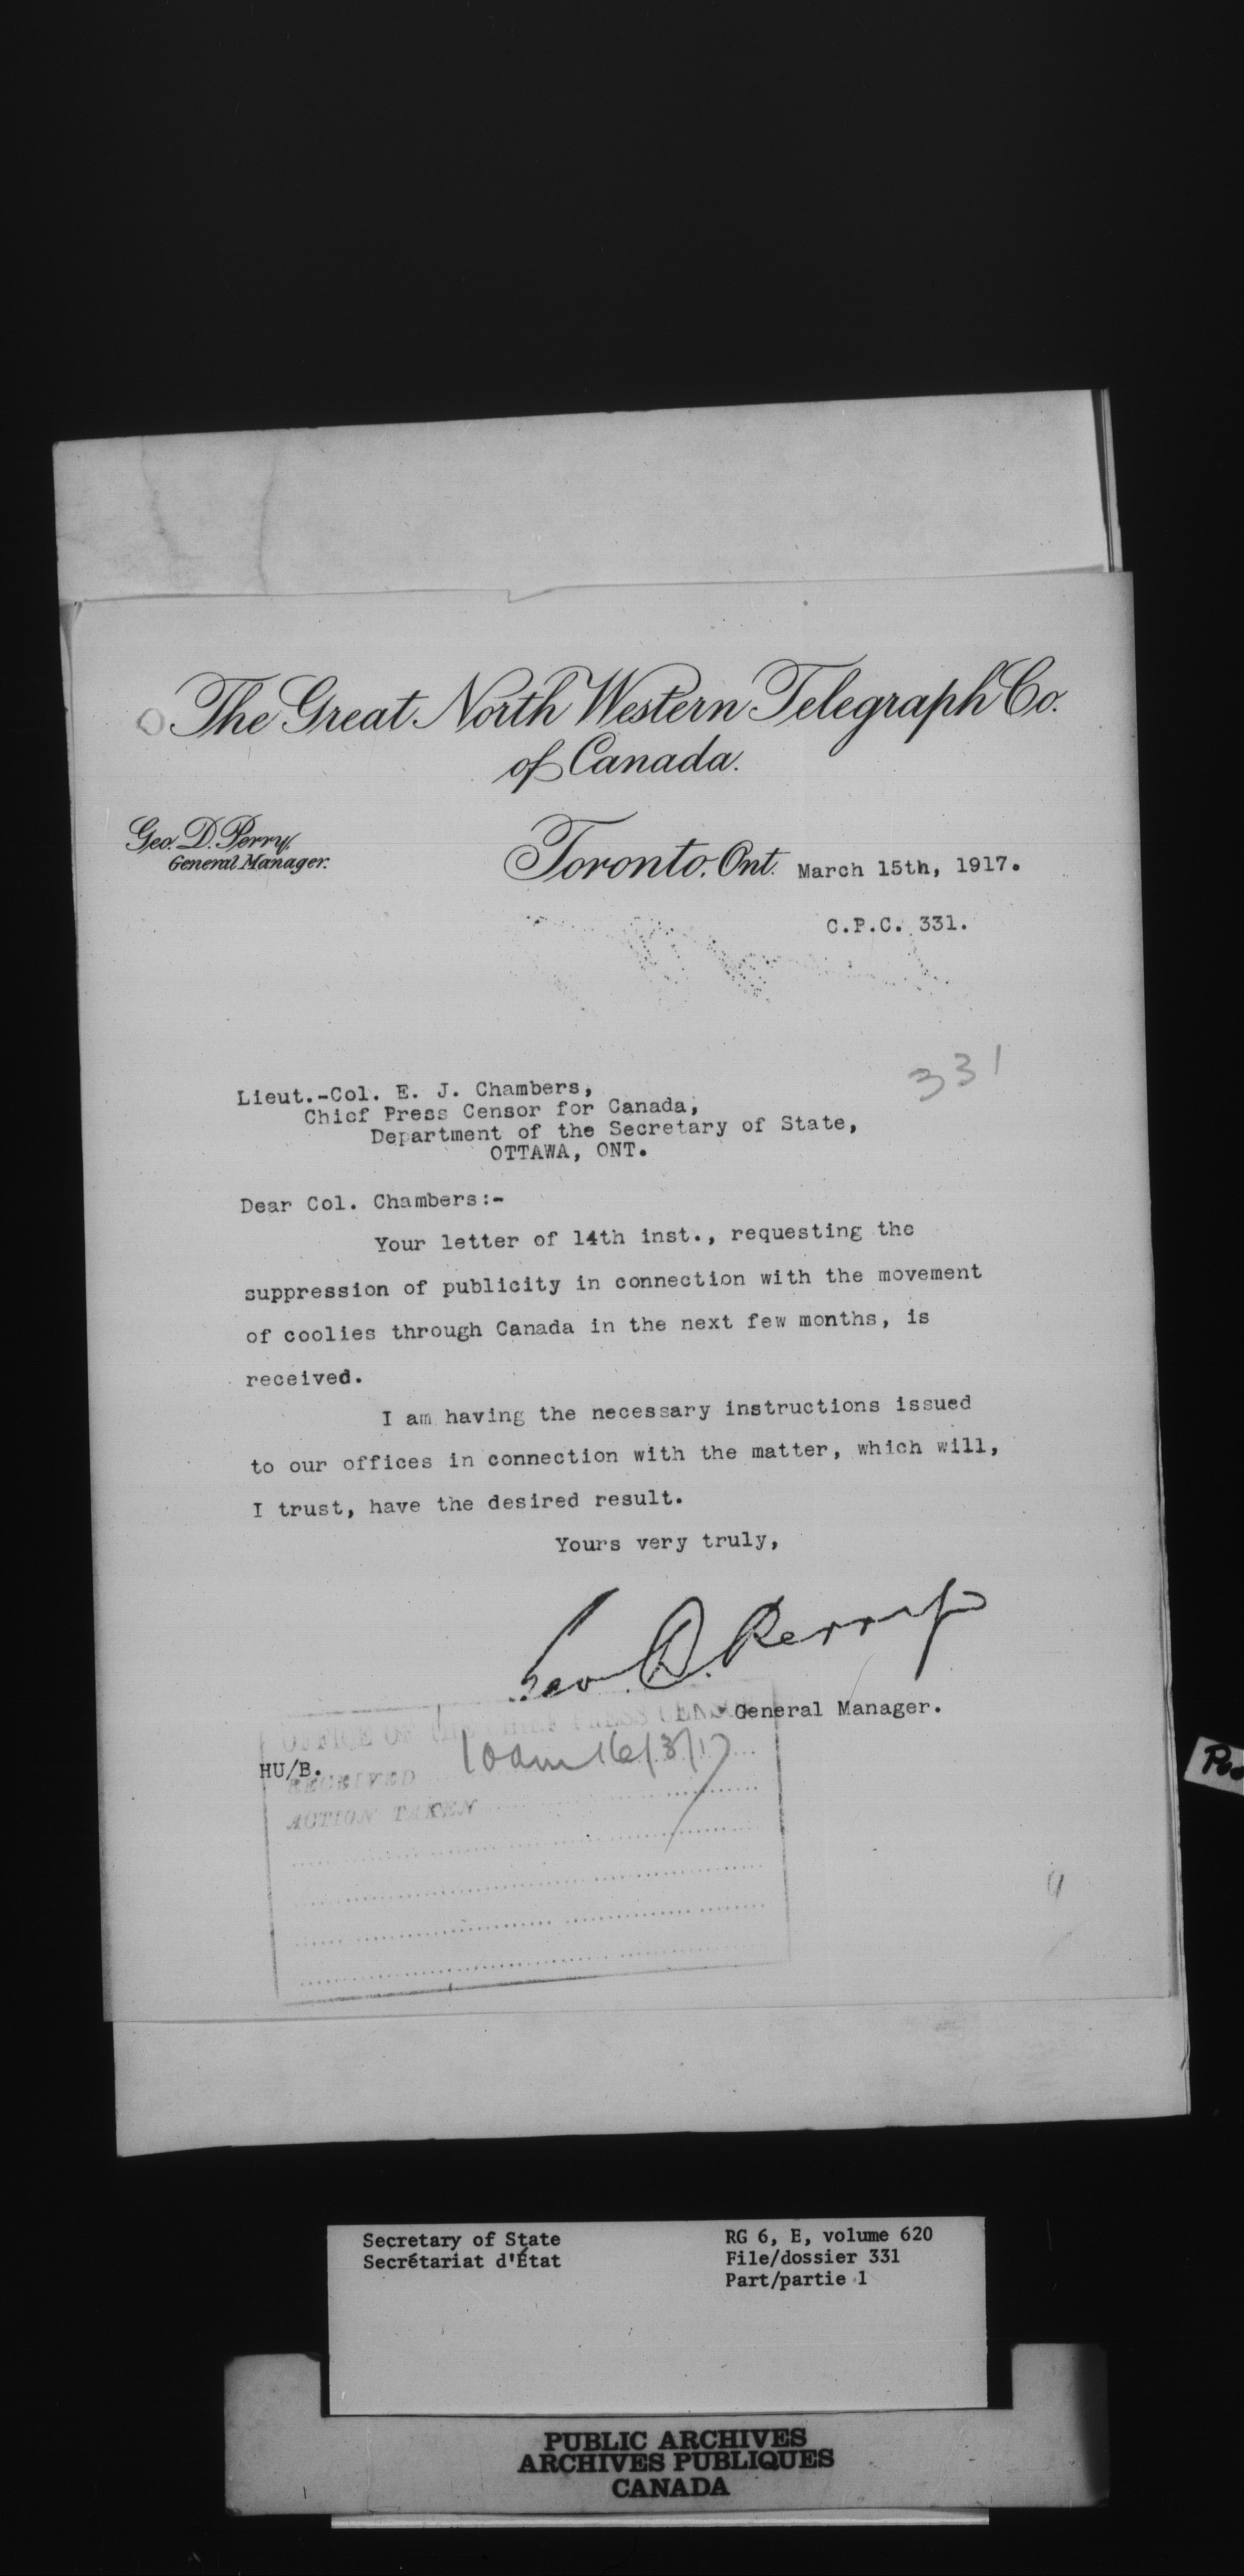 The Great North Western Telegraph Co.
of Canada.
Geo. D. Perry,
General Manager.
Toronto, Ont. March 15th, 1917.
C.P.C. 331.
331
Lieut.-Col. E. J. Chambers,
Chief Press Censor for Canada,
Department of the Secretary of State,
OTTAWA, ONT.
Dear Col. Chambers:-
Your letter of 14th inst., requesting the
suppression of publicity in connection with the movement
of coolies through Canada in the next few months, is
received.
I am having the necessary instructions issued
to our offices in connection with the matter, which will,
I trust, have the desired result.
Yours very truly,
Geo. D. Perry
General Manager.
OFFICE OF THE CHIEF PRESS CENSOR
10am 16/3/17
HU/B.
RECEIVED
ACTION TAKEN
Secretary of State
Secrétariat d'État
RG 6, E, volume 620
File/dossier 331
Part/partie 1
PUBLIC ARCHIVES
ARCHIVES PUBLIQUES
CANADA